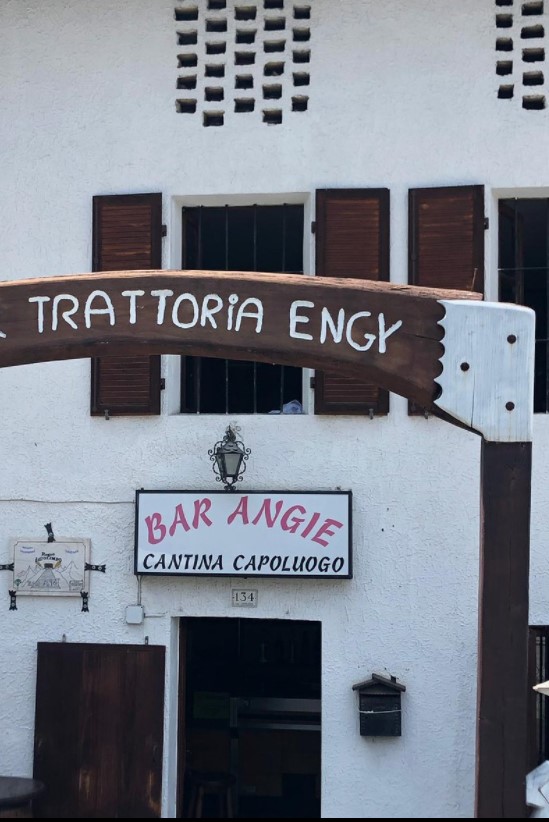 TRATTORiA ENGY
BAR ANGIE
CANTINA CAPOLUOGO
134